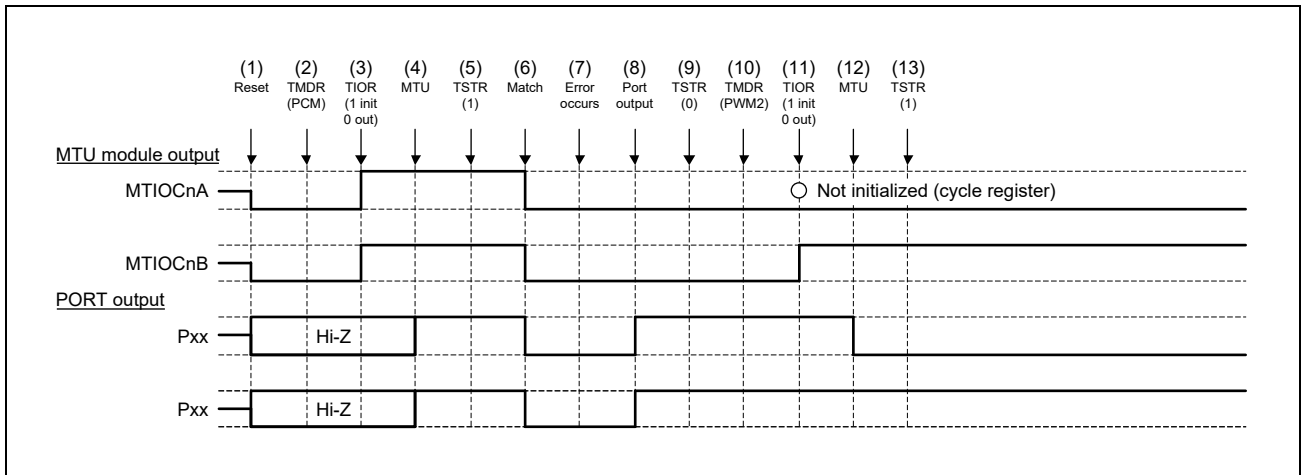 (1) (2) (3) (4) (5) (6) (7) (8) (9) (10) (11) (12) (13)
Reset TMDR TIOR MTU TSTR Match Error Port TSTR TMDR TIOR MTU TSTR
(PCM) (1 init (1) occurs output (0) (PWM2) (1 init (1)
0 out) 0 out)
MTU module output
MTIOCnA Not initialized (cycle register)
MTIOCnB
PORT output
Pxx Hi-Z
Pxx Hi-Z